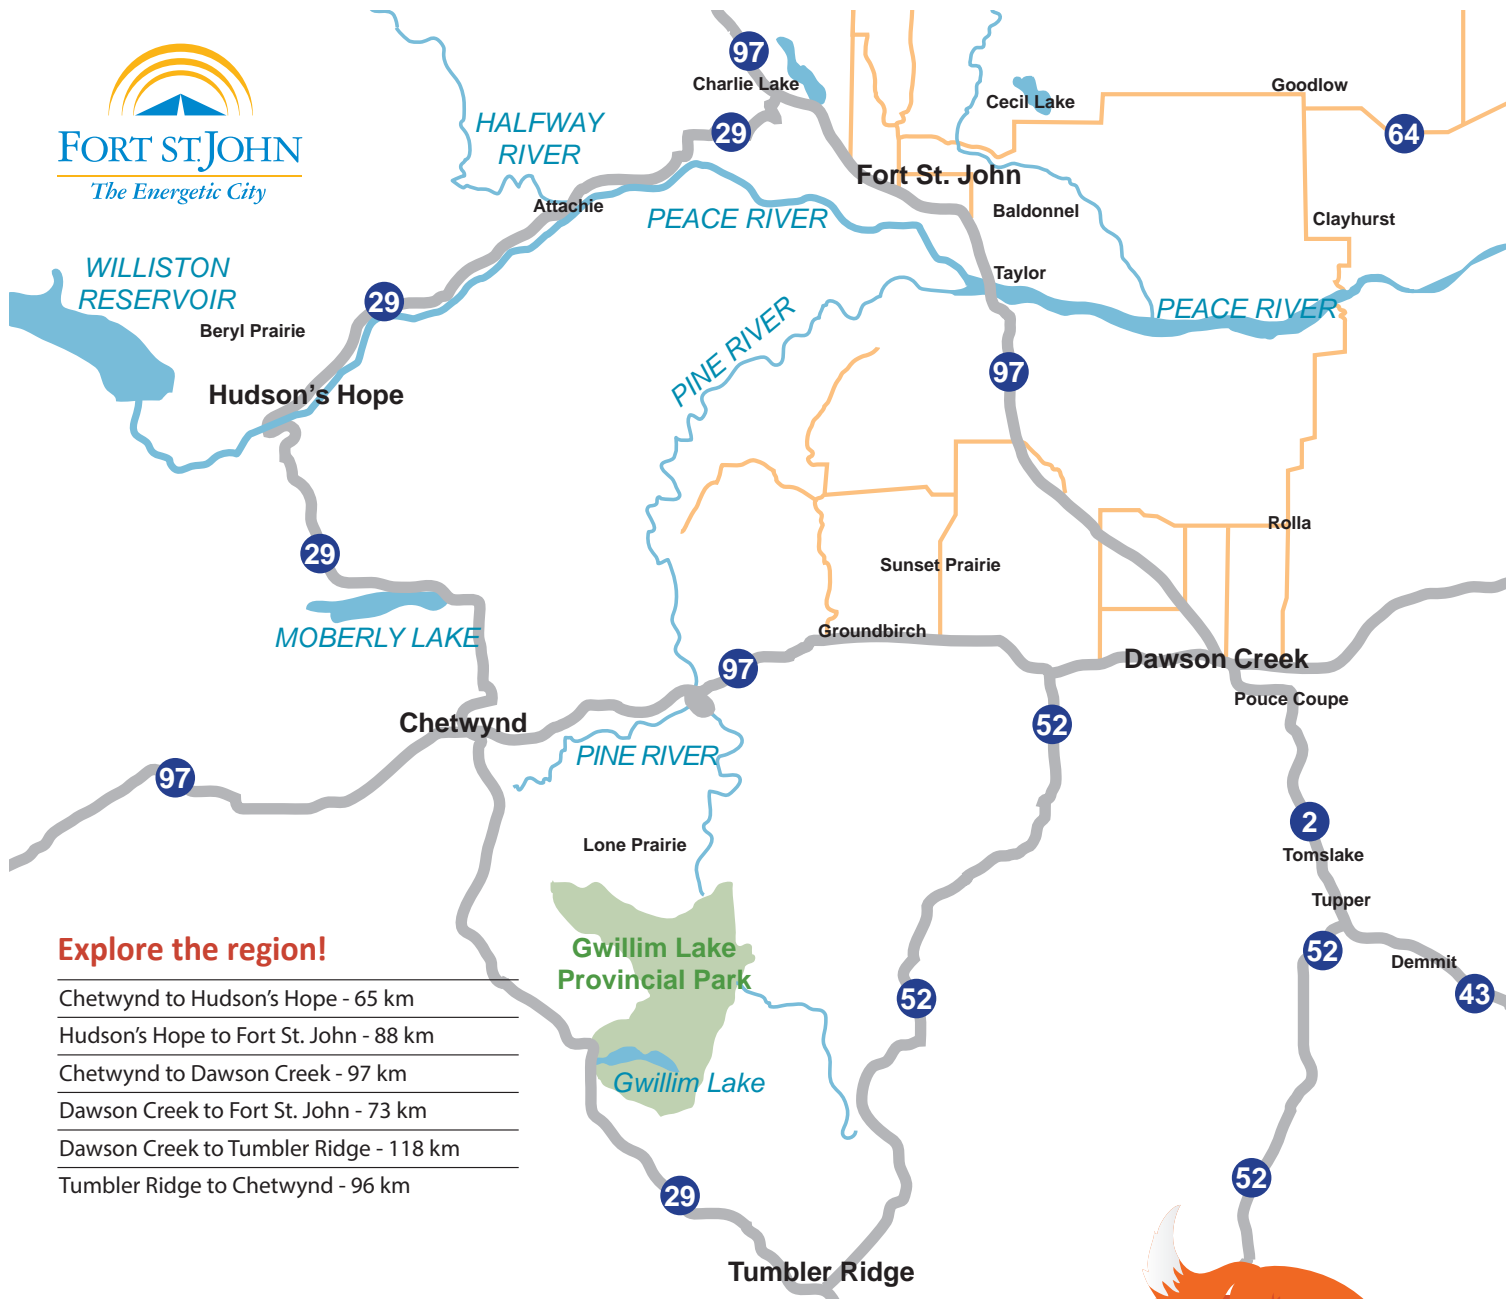 97
Charlie Lake
Goodlow
Cecil Lake
64
FORT ST. JOHN
The Energetic City
HALFWAY
RIVER
29
Fort St. John
Attachie
PEACE RIVER
Baldonnel
Clayhurst
WILLISTON
RESERVOIR
Taylor
29
PEACE RIVER
Beryl Prairie
PINE RIVER
97
Hudson's Hope
Rolla
29
Sunset Prairie
MOBERLY LAKE
Groundbirch
97
Dawson Creek
Pouce Coupe
Chetwynd
52
PINE RIVER
97
2
Lone Prairie
Tomslake
Tupper
Explore the region!
Gwillim Lake
Provincial Park
52
Demmit
43
52
Chetwynd to Hudson's Hope - 65 km
Hudson's Hope to Fort St. John - 88 km
Chetwynd to Dawson Creek - 97 km
Gwillim Lake
Dawson Creek to Fort St. John - 73 km
Dawson Creek to Tumbler Ridge - 118 km
Tumbler Ridge to Chetwynd - 96 km
52
29
Tumbler Ridge